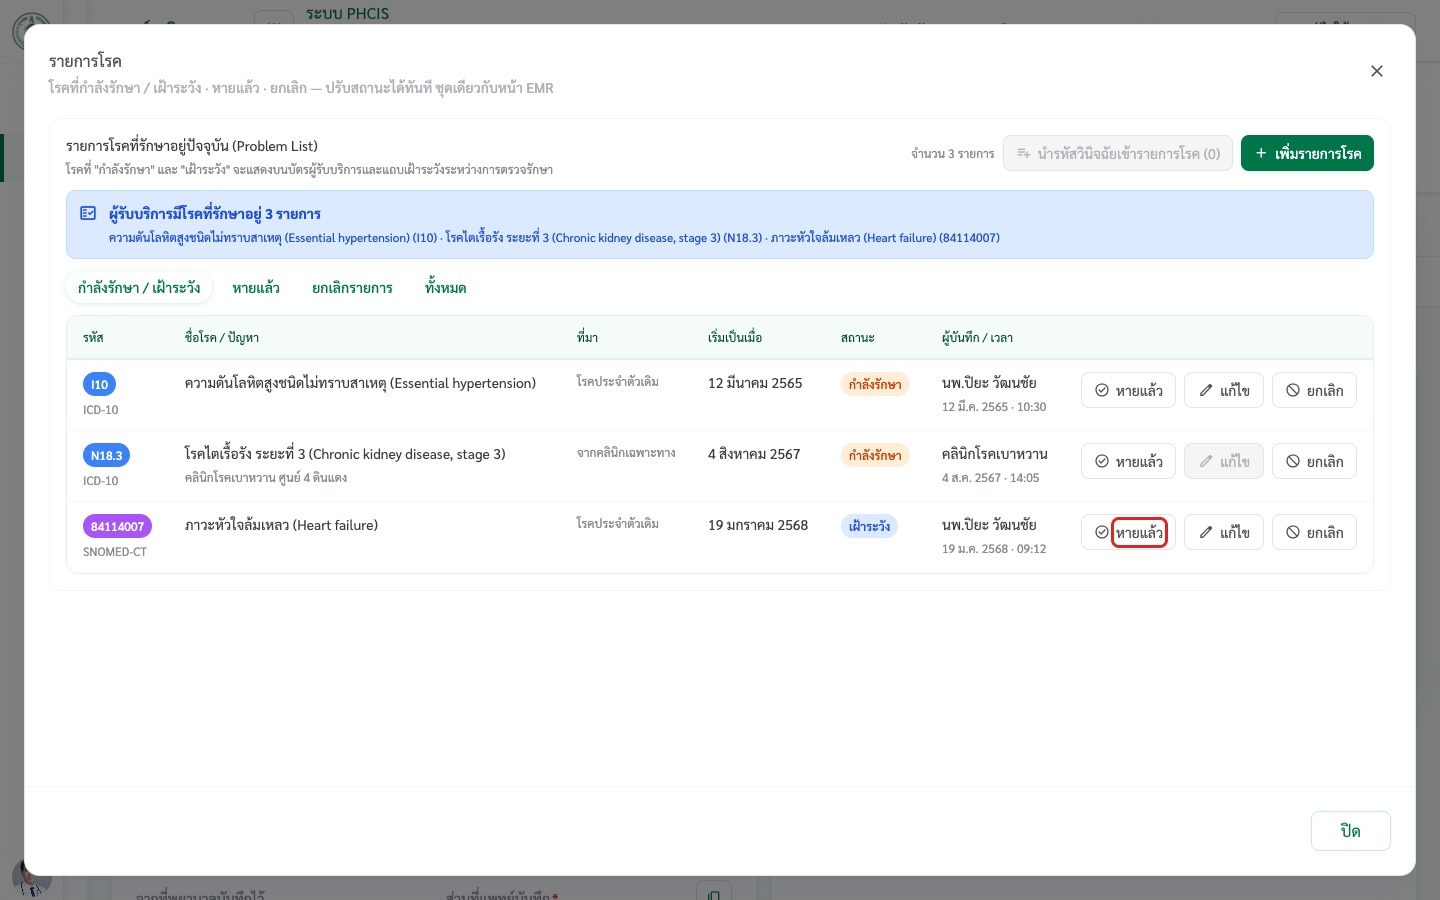 ระบบ PHCIS
รายการโรค
โรคที่กำลังรักษา / เฝ้าระวัง · หายแล้ว · ยกเลิก — ปรับสถานะได้ทันที ชุดเดียวกับหน้า EMR
รายการโรคที่รักษาอยู่ปัจจุบัน (Problem List)
โรคที่ "กำลังรักษา" และ "เฝ้าระวัง" จะแสดงบนบัตรผู้รับบริการและแถบเฝ้าระวังระหว่างการตรวจรักษา
จำนวน 3 รายการ
นำรหัสวินิจฉัยเข้ารายการโรค (0)
+ เพิ่มรายการโรค
ผู้รับบริการมีโรคที่รักษาอยู่ 3 รายการ
ความดันโลหิตสูงชนิดไม่ทราบสาเหตุ (Essential hypertension) (I10) · โรคไตเรื้อรัง ระยะที่ 3 (Chronic kidney disease, stage 3) (N18.3) · ภาวะหัวใจล้มเหลว (Heart failure) (84114007)
กำลังรักษา / เฝ้าระวัง หายแล้ว ยกเลิกรายการ ทั้งหมด
รหัส ชื่อโรค / ปัญหา ที่มา เริ่มเป็นเมื่อ สถานะ ผู้บันทึก / เวลา
I10 ความดันโลหิตสูงชนิดไม่ทราบสาเหตุ (Essential hypertension) โรคประจำตัวเดิม 12 มีนาคม 2565 กำลังรักษา นพ.ปิยะ วัฒนชัย หายแล้ว แก้ไข ยกเลิก
ICD-10 12 มี.ค. 2565 · 10:30
N18.3 โรคไตเรื้อรัง ระยะที่ 3 (Chronic kidney disease, stage 3) จากคลินิกเฉพาะทาง 4 สิงหาคม 2567 กำลังรักษา คลินิกโรคเบาหวาน หายแล้ว แก้ไข ยกเลิก
ICD-10 คลินิกโรคเบาหวาน ศูนย์ 4 ดินแดง 4 ส.ค. 2567 · 14:05
84114007 ภาวะหัวใจล้มเหลว (Heart failure) โรคประจำตัวเดิม 19 มกราคม 2568 เฝ้าระวัง นพ.ปิยะ วัฒนชัย หายแล้ว แก้ไข ยกเลิก
SNOMED-CT 19 ม.ค. 2568 · 09:12
ปิด